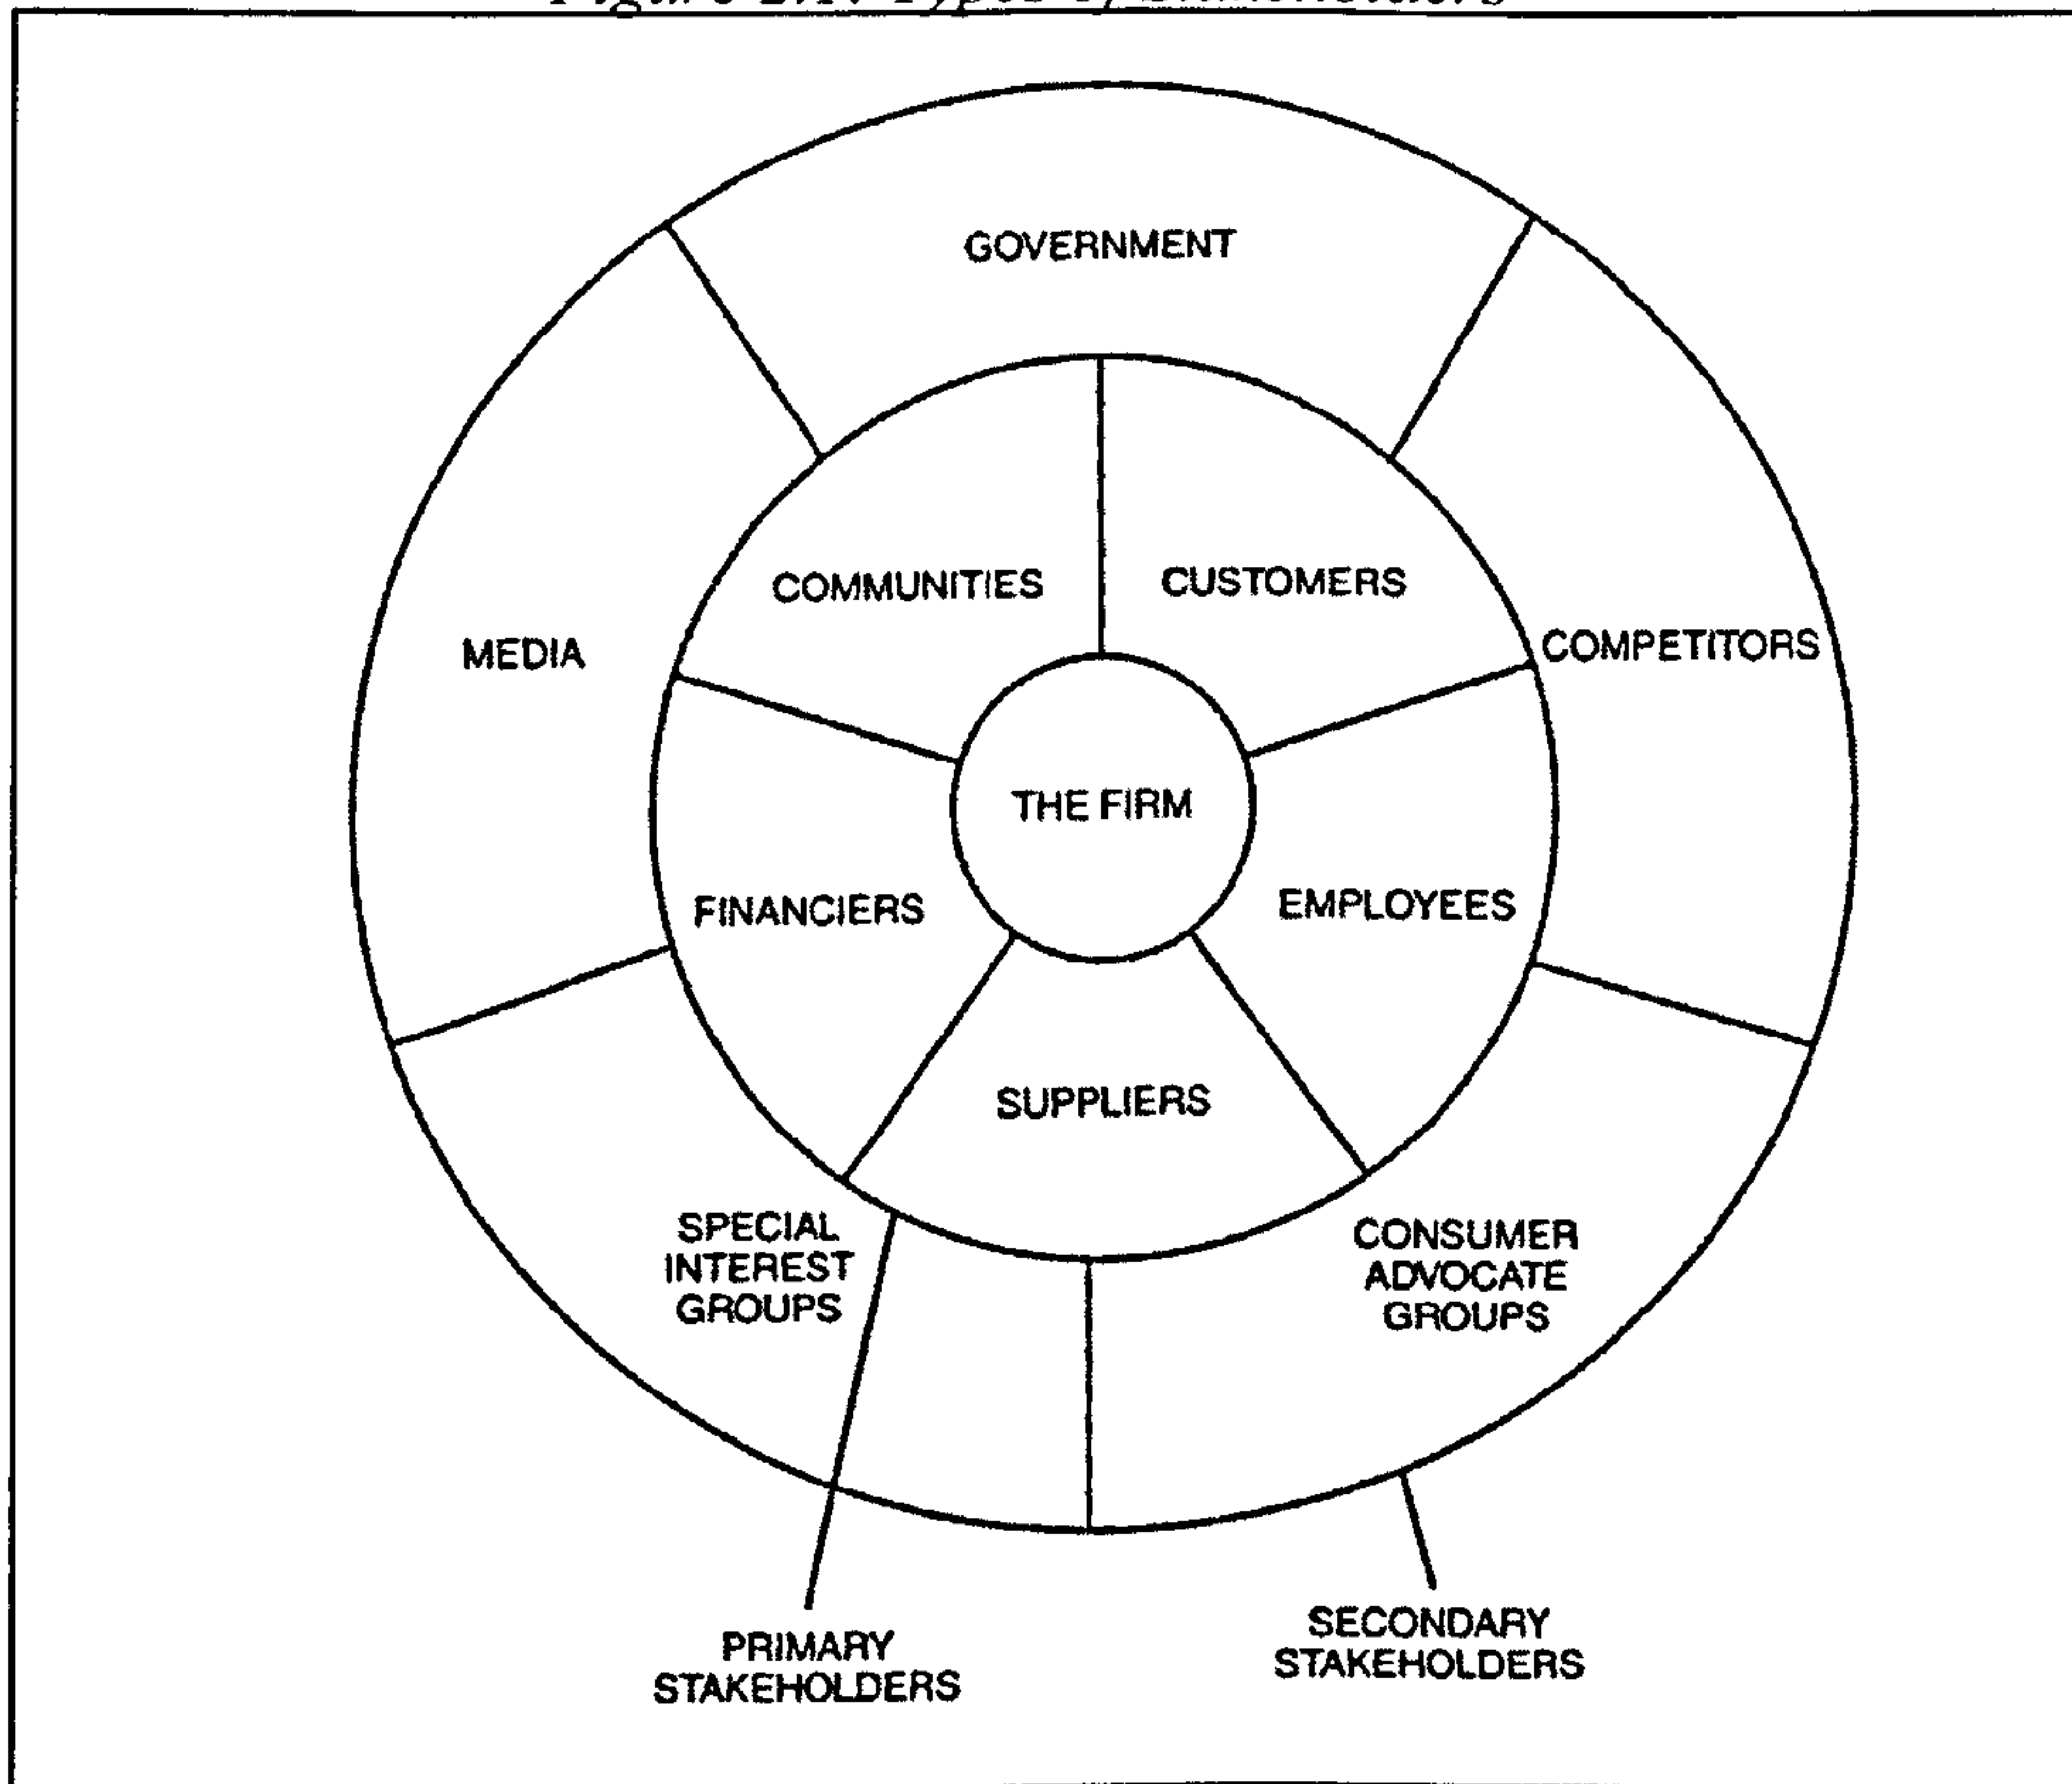 GOVERNMENT
COMMUNITIES
CUSTOMERS
MEDIA
COMPETITORS
THE FIRM
FINANCIERS
EMPLOYEES
SUPPLIERS
SPECIAL
INTEREST
GROUPS
CONSUMER
ADVOCATE
GROUPS
PRIMARY
STAKEHOLDERS
SECONDARY
STAKEHOLDERS